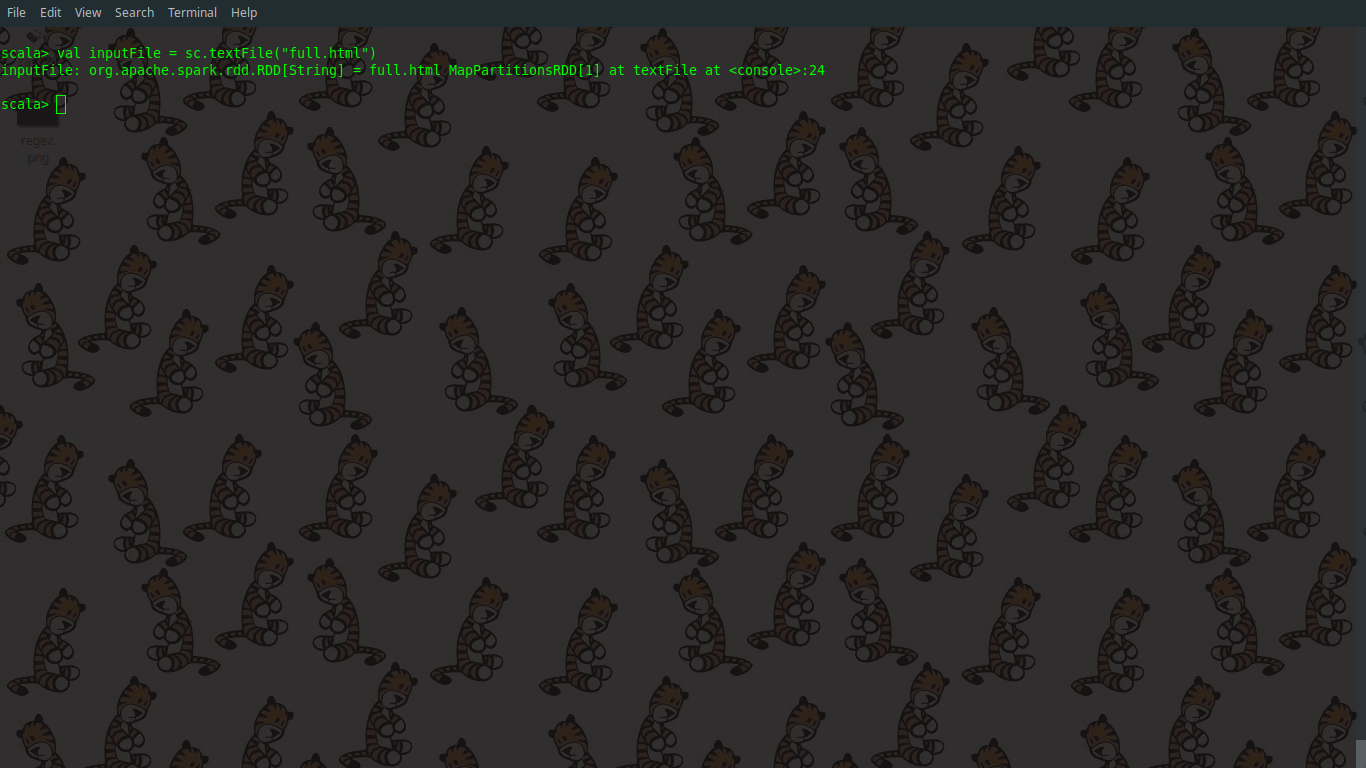 File Edit View Search Terminal Help
scala> val inputFile = sc.textFile("full.html")
inputFile: org.apache.spark.rdd.RDD[String] = full.html MapPartitionsRDD[1] at textFile at <console>:24
scala>
regex.
png